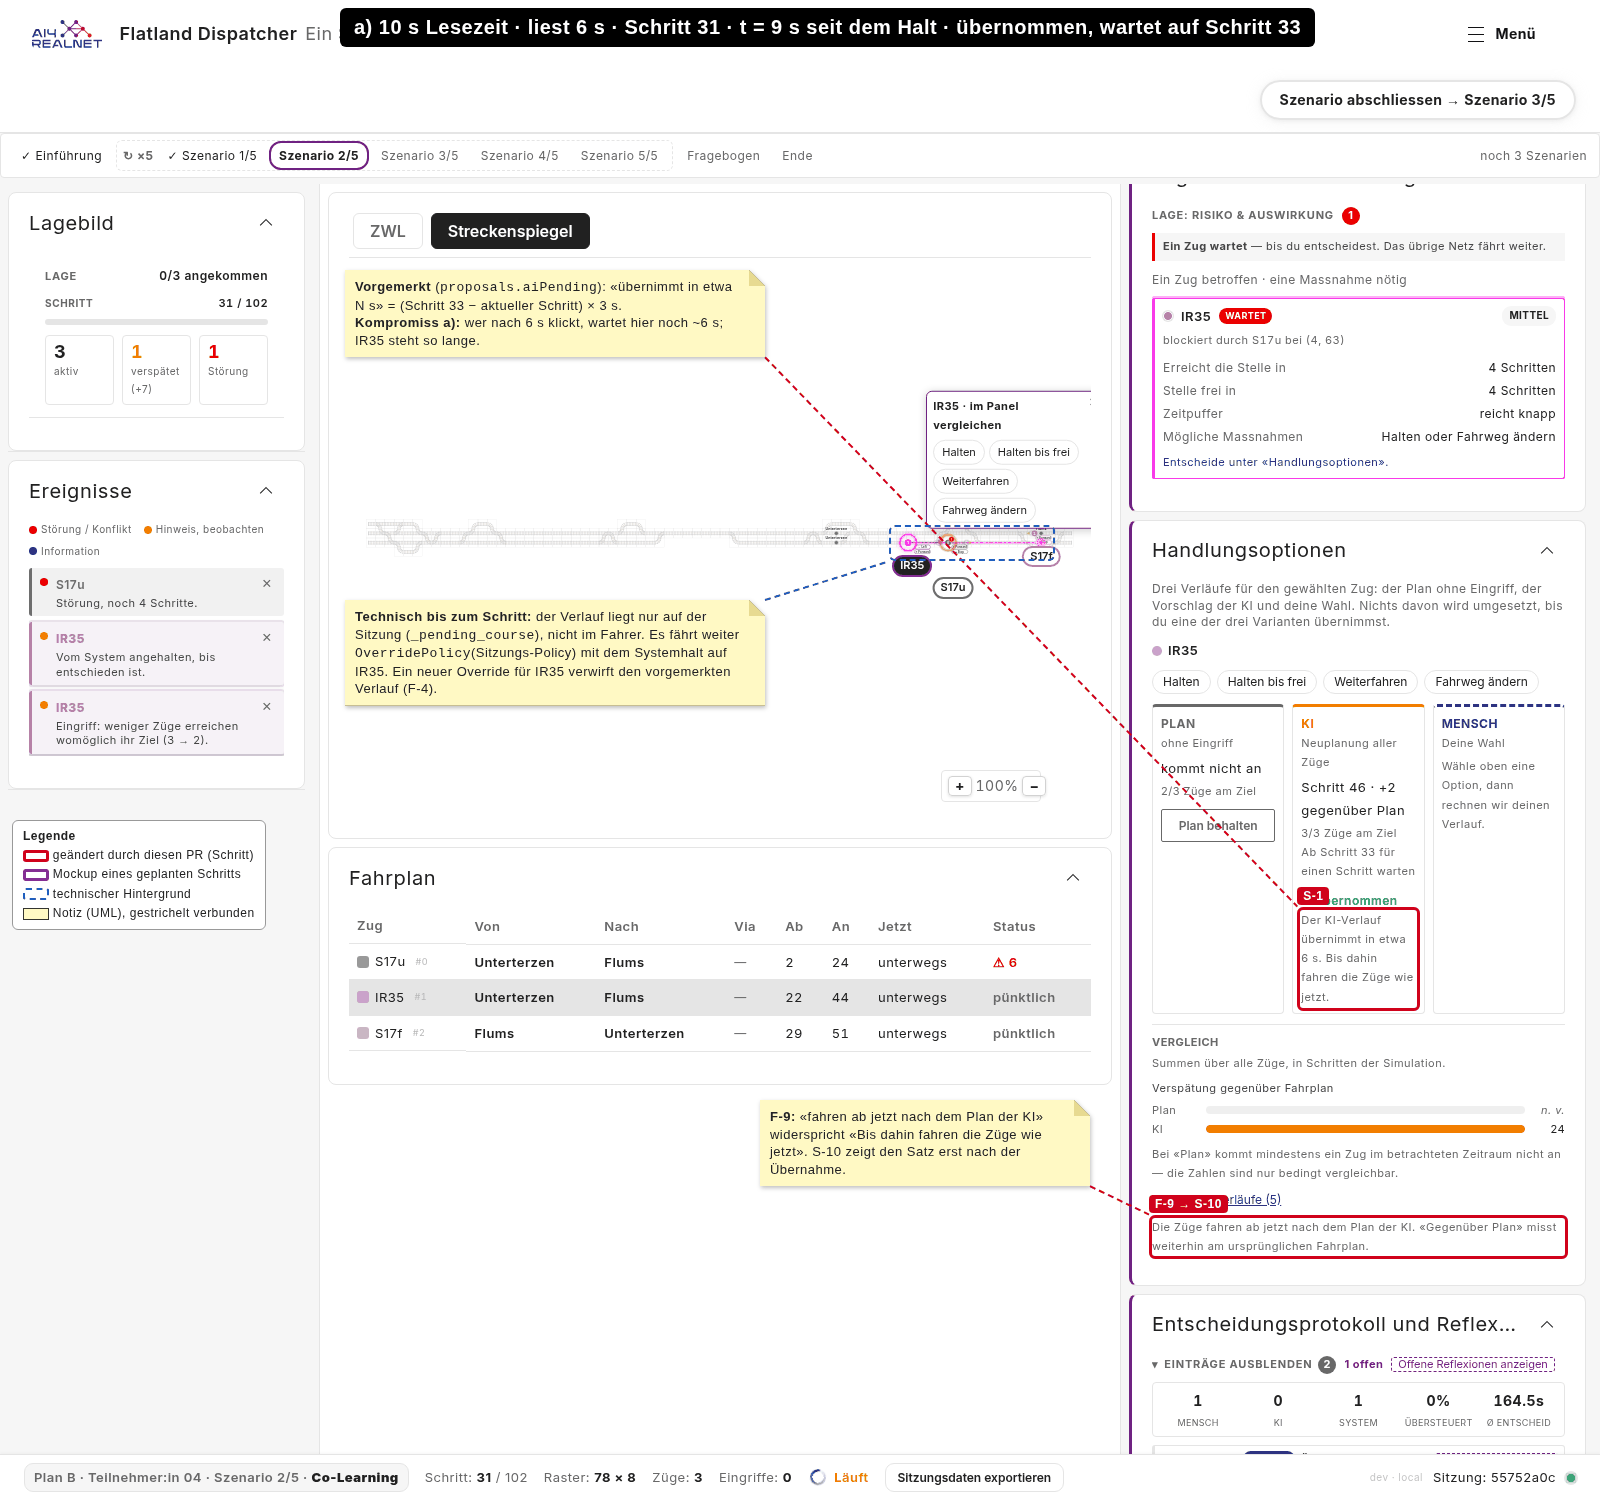 AI4
REALNET
Flatland Dispatcher Ein
a) 10 s Lesezeit · liest 6 s · Schritt 31 · t = 9 s seit dem Halt · übernommen, wartet auf Schritt 33
Menü
Szenario abschliessen → Szenario 3/5
✓ Einführung
↻ ×5
✓ Szenario 1/5
Szenario 2/5
Szenario 3/5
Szenario 4/5
Szenario 5/5
Fragebogen
Ende
noch 3 Szenarien
Lagebild
LAGE 0/3 angekommen
SCHRITT 31 / 102
3
aktiv
1
verspätet
(+7)
1
Störung
Ereignisse
Störung / Konflikt
Hinweis, beobachten
Information
S17u ×
Störung, noch 4 Schritte.
IR35 ×
Vom System angehalten, bis
entschieden ist.
IR35 ×
Eingriff: weniger Züge erreichen
womöglich ihr Ziel (3 → 2).
Legende
geändert durch diesen PR (Schritt)
Mockup eines geplanten Schritts
technischer Hintergrund
Notiz (UML), gestrichelt verbunden
ZWL
Streckenspiegel
Vorgemerkt (proposals.aiPending): «übernimmt in etwa
N s» = (Schritt 33 − aktueller Schritt) × 3 s.
Kompromiss a): wer nach 6 s klickt, wartet hier noch ~6 s;
IR35 steht so lange.
IR35 · im Panel
vergleichen
Halten
Halten bis frei
Weiterfahren
Fahrweg ändern
Unterterzen
Unterterzen
IR35
S17u
S17f
Technisch bis zum Schritt: der Verlauf liegt nur auf der
Sitzung (_pending_course), nicht im Fahrer. Es fährt weiter
OverridePolicy(Sitzungs-Policy) mit dem Systemhalt auf
IR35. Ein neuer Override für IR35 verwirft den vorgemerkten
Verlauf (F-4).
+ 100% −
Fahrplan
Zug Von Nach Via Ab An Jetzt Status
S17u #0 Unterterzen Flums — 2 24 unterwegs ⚠ 6
IR35 #1 Unterterzen Flums — 22 44 unterwegs pünktlich
S17f #2 Flums Unterterzen — 29 51 unterwegs pünktlich
F-9: «fahren ab jetzt nach dem Plan der KI»
widerspricht «Bis dahin fahren die Züge wie
jetzt». S-10 zeigt den Satz erst nach der
Übernahme.
LAGE: RISIKO & AUSWIRKUNG 1
Ein Zug wartet — bis du entscheidest. Das übrige Netz fährt weiter.
Ein Zug betroffen · eine Massnahme nötig
IR35 WARTET MITTEL
blockiert durch S17u bei (4, 63)
Erreicht die Stelle in 4 Schritten
Stelle frei in 4 Schritten
Zeitpuffer reicht knapp
Mögliche Massnahmen Halten oder Fahrweg ändern
Entscheide unter «Handlungsoptionen».
Handlungsoptionen
Drei Verläufe für den gewählten Zug: der Plan ohne Eingriff, der
Vorschlag der KI und deine Wahl. Nichts davon wird umgesetzt, bis
du eine der drei Varianten übernimmst.
IR35
Halten
Halten bis frei
Weiterfahren
Fahrweg ändern
PLAN
ohne Eingriff
kommt nicht an
2/3 Züge am Ziel
Plan behalten
KI
Neuplanung aller
Züge
Schritt 46 · +2
gegenüber Plan
3/3 Züge am Ziel
Ab Schritt 33 für
einen Schritt warten
S-1
ernommen
Der KI-Verlauf
übernimmt in etwa
6 s. Bis dahin
fahren die Züge wie
jetzt.
MENSCH
Deine Wahl
Wähle oben eine
Option, dann
rechnen wir deinen
Verlauf.
VERGLEICH
Summen über alle Züge, in Schritten der Simulation.
Verspätung gegenüber Fahrplan
Plan n. v.
KI 24
Bei «Plan» kommt mindestens ein Zug im betrachteten Zeitraum nicht an
— die Zahlen sind nur bedingt vergleichbar.
F-9 → S-10
rläufe (5)
Die Züge fahren ab jetzt nach dem Plan der KI. «Gegenüber Plan» misst
weiterhin am ursprünglichen Fahrplan.
Entscheidungsprotokoll und Reflex...
▾ EINTRÄGE AUSBLENDEN 2 1 offen Offene Reflexionen anzeigen
1
MENSCH
0
KI
1
SYSTEM
0%
ÜBERSTEUERT
164.5s
Ø ENTSCHEID
Plan B · Teilnehmer:in 04 · Szenario 2/5 · Co-Learning
Schritt: 31 / 102
Raster: 78 × 8
Züge: 3
Eingriffe: 0
Läuft
Sitzungsdaten exportieren
dev · local
Sitzung: 55752a0c